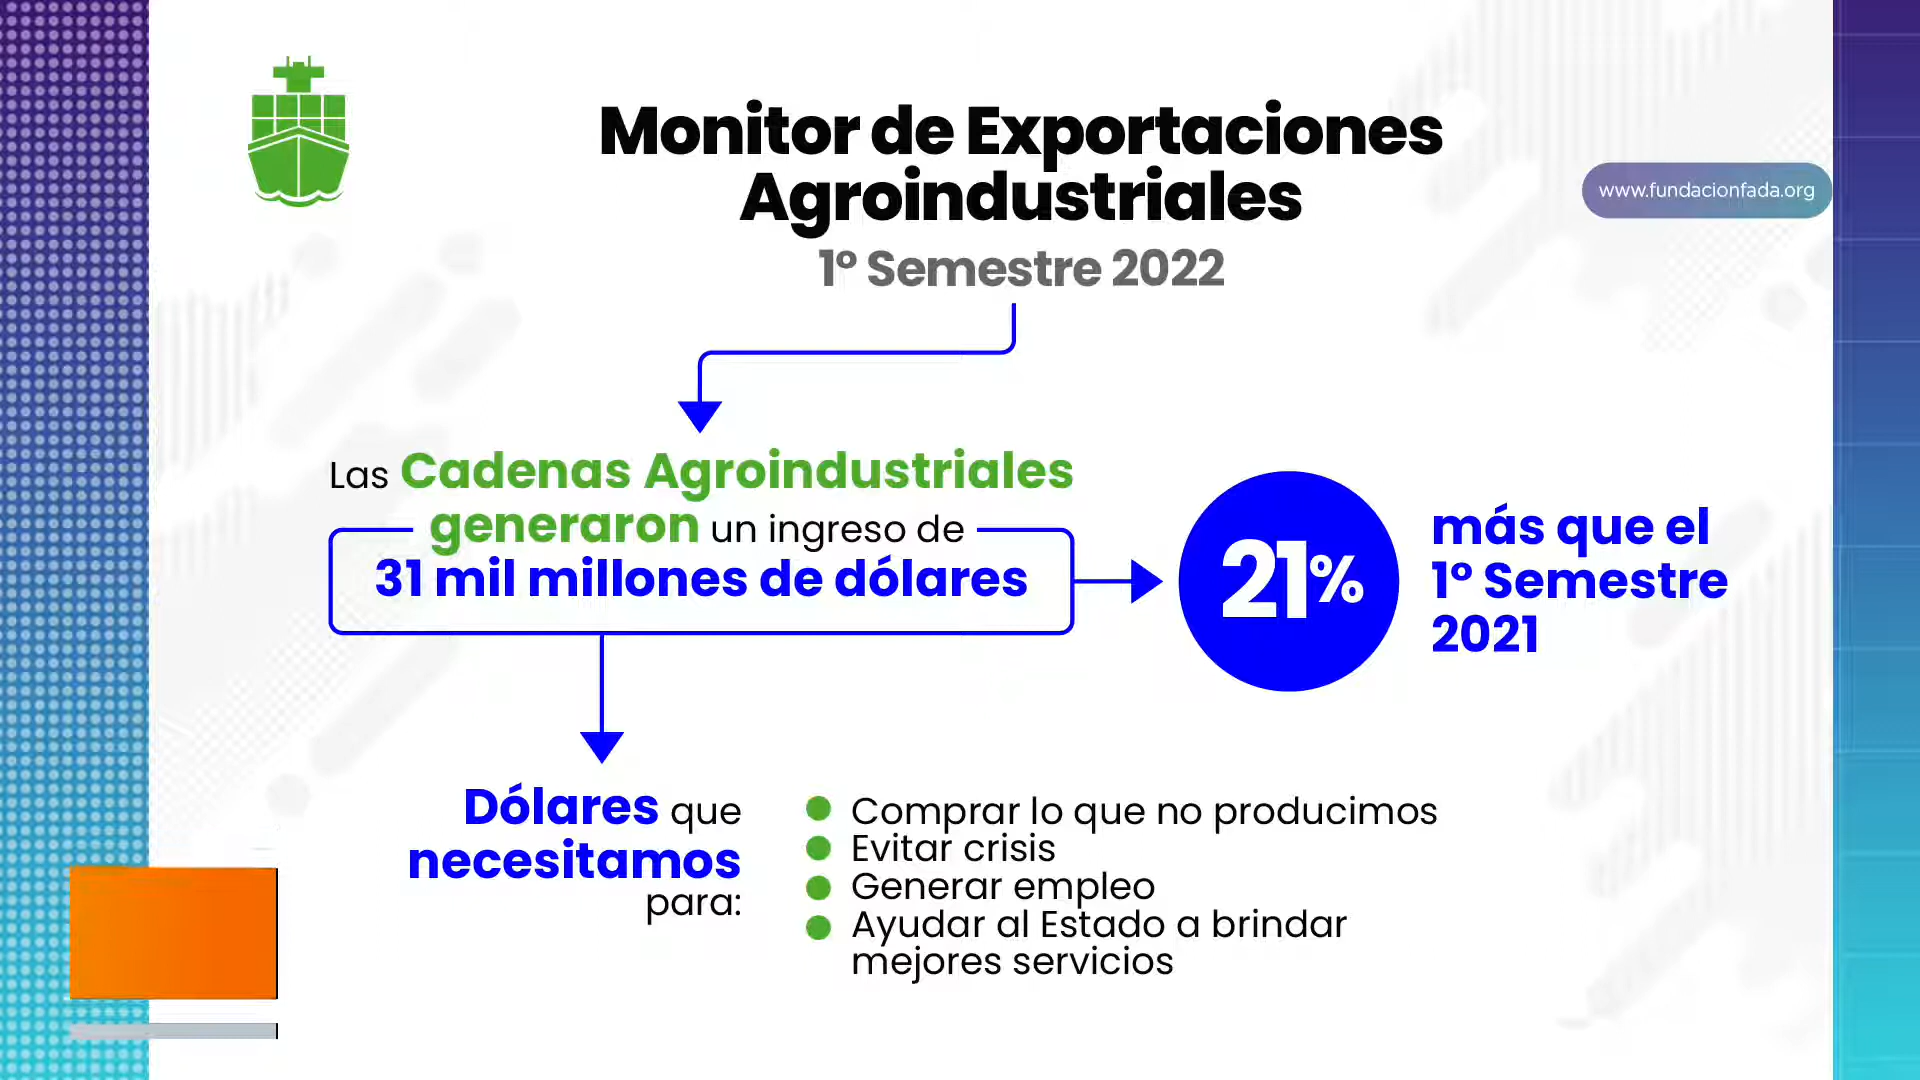 Monitor de Exportaciones
Agroindustriales
1° Semestre 2022
www.fundacionfada.org
Las Cadenas Agroindustriales
generaron un ingreso de
31 mil millones de dólares
21%
más que el
1° Semestre
2021
Dólares que
necesitamos
para:
Comprar lo que no producimos
Evitar crisis
Generar empleo
Ayudar al Estado a brindar
mejores servicios